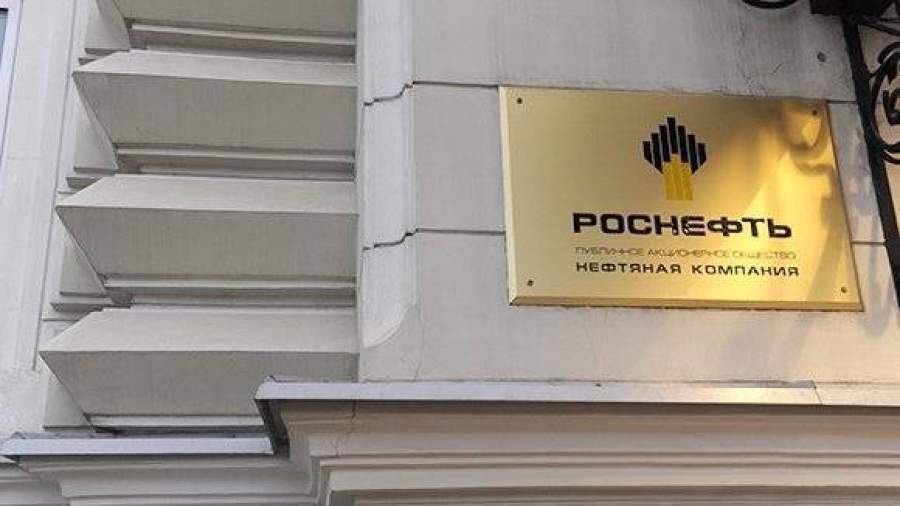 РОСНЕФТЬ
ПУБЛИЧНОЕ АКЦИОНЕРНОЕ ОБЩЕСТВО
НЕФТЯНАЯ КОМПАНИЯ